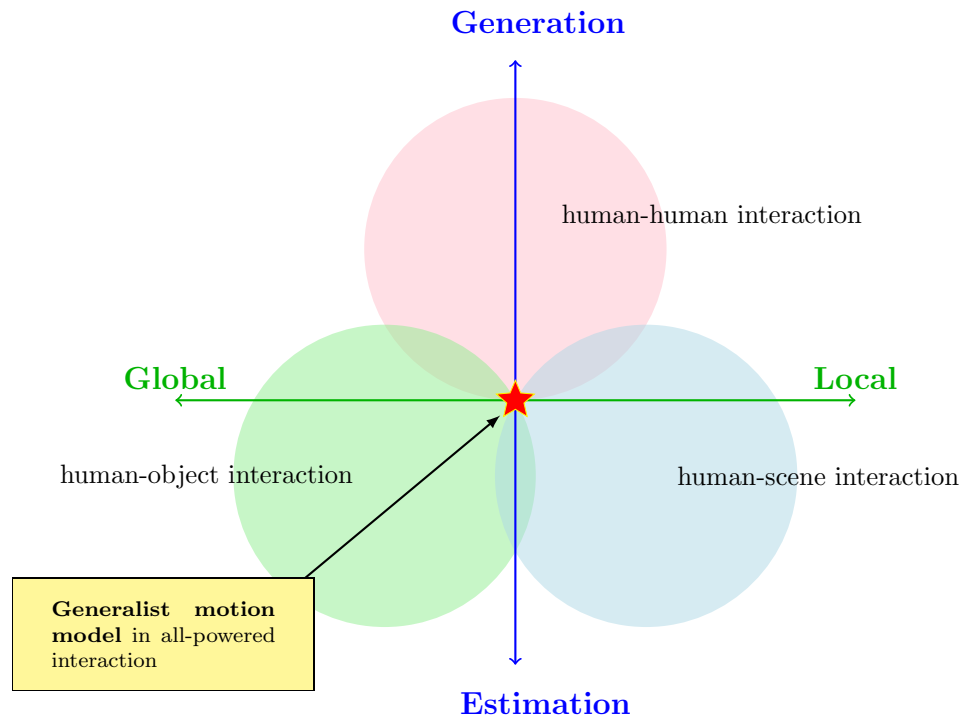 Generation
human-human interaction
Global
Local
human-object interaction
human-scene interaction
Generalist motion
model in all-powered
interaction
Estimation